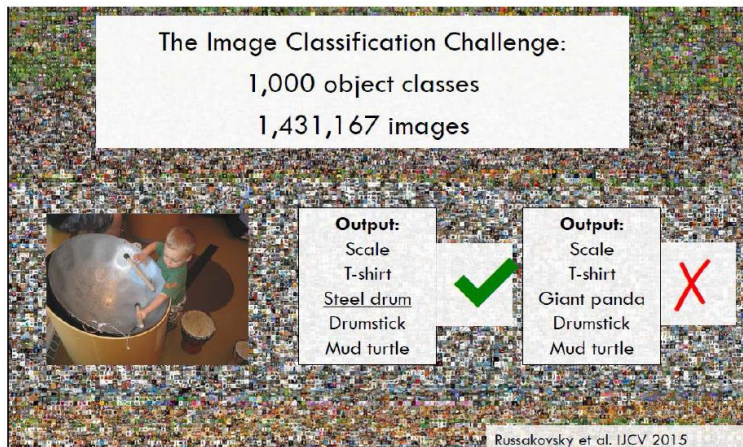 The Image Classification Challenge:
1,000 object classes
1,431,167 images
Output:
Scale
T-shirt
Steel drum
Drumstick
Mud turtle
Output:
Scale
T-shirt
Giant panda
Drumstick
Mud turtle
Russakovsky et al. IJCV 2015